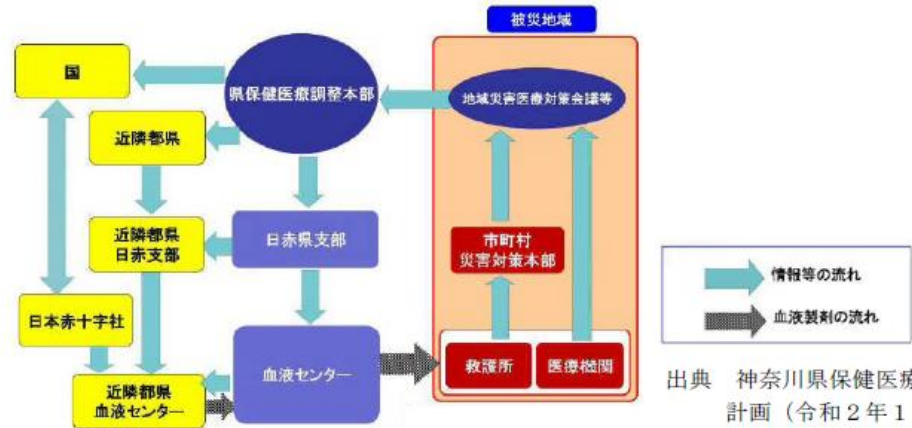 被災地域
国
県保健医療調整本部
地域災害医療対策会議等
近隣都県
近隣都県
日赤支部
日赤県支部
市町村
災害対策本部
情報等の流れ
血液製剤の流れ
日本赤十字社
血液センター
救護所
医療機関
近隣都県
血液センター
出典 神奈川県保健医療
計画（令和２年１